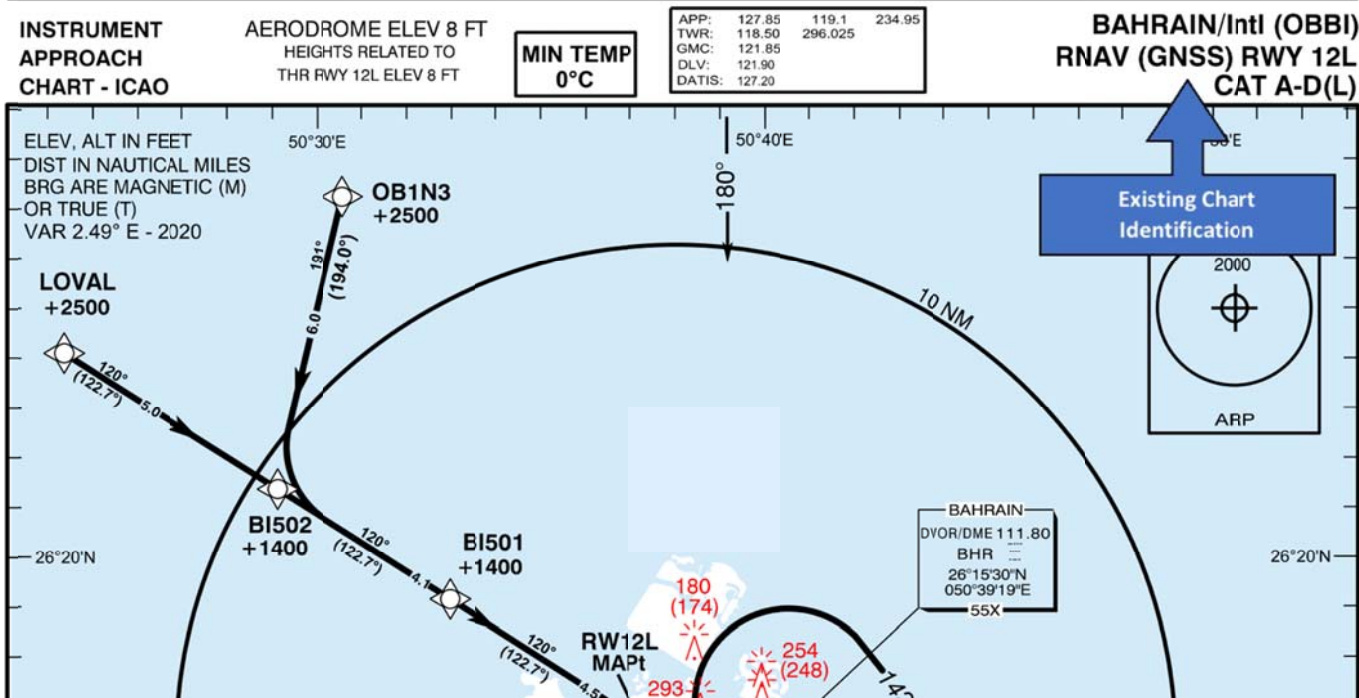 INSTRUMENT
APPROACH
CHART - ICAO
AERODROME ELEV 8 FT
HEIGHTS RELATED TO
THR RWY 12L ELEV 8 FT
MIN TEMP
0°C
APP: 127.85 119.1 234.95
TWR: 118.50 296.025
GMC: 121.85
DLV: 121.90
DATIS: 127.20
BAHRAIN/Intl (OBBI)
RNAV (GNSS) RWY 12L
CAT A-D(L)
ELEV, ALT IN FEET
DIST IN NAUTICAL MILES
BRG ARE MAGNETIC (M)
OR TRUE (T)
VAR 2.49° E - 2020
50°30'E
50°40'E
Existing Chart
Identification
180°
OB1N3
+2500
191°
(194.0°)
6.0
LOVAL
+2500
120°
(122.7°)
5.0
10 NM
2000
ARP
BI502
+1400
120°
(122.7°)
4.1
BI501
+1400
26°20'N
26°20'N
BAHRAIN
DVOR/DME 111.80
BHR
26°15'30"N
050°39'19"E
55X
180
(174)
120°
(122.7°)
4.5
RW12L
MAPt
254
(248)
293